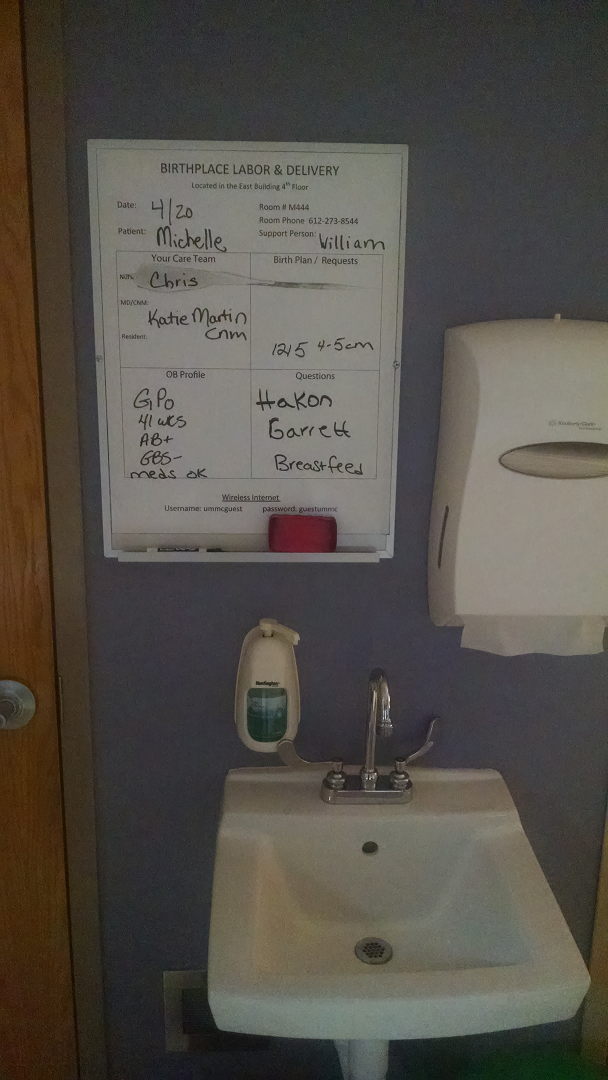 BIRTHPLACE LABOR & DELIVERY
Located in the East Building 4th Floor
Date: 4/20
Room # M444
Room Phone 612-273-8544
Patient: Michelle
Support Person: William
Your Care Team
Birth Plan / Requests
Chris
MD/CNM:
Katie Martin
CNM
Resident:
1215 4-5cm
OB Profile
Questions
G1P0
41 wks
AB+
GBS-
meds ok
Hakon
Garrett
Breastfeed
Wireless Internet
Username: ummcguest password: guestummc
Kimberly-Clark